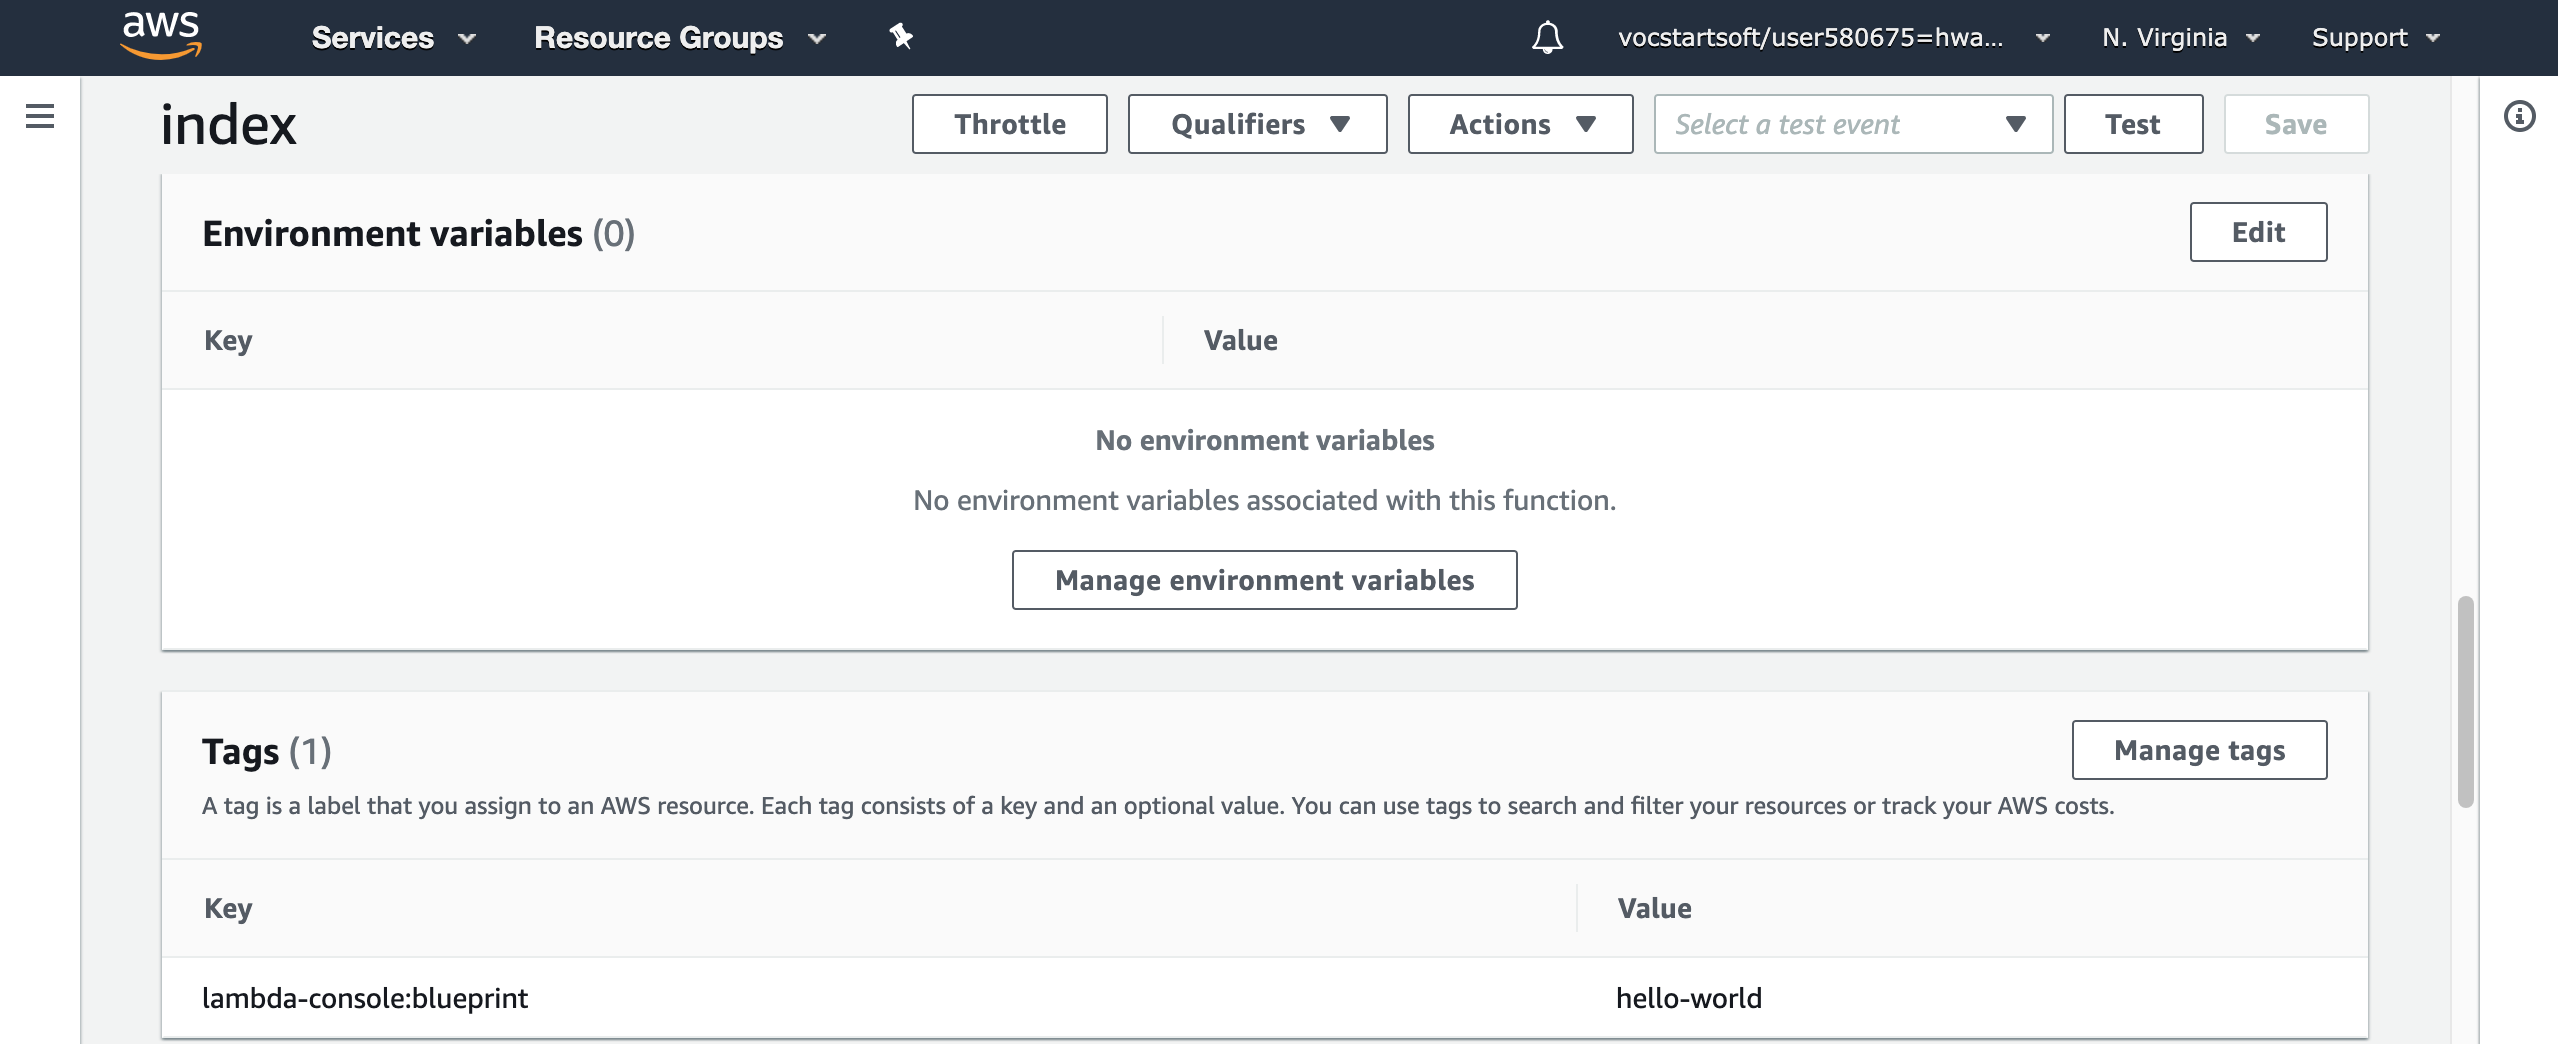 aws Services Resource Groups vocstartsoft/user580675=hwa... N. Virginia Support
index Throttle Qualifiers Actions Select a test event Test Save
Environment variables (0) Edit
Key Value
No environment variables
No environment variables associated with this function.
Manage environment variables
Tags (1) Manage tags
A tag is a label that you assign to an AWS resource. Each tag consists of a key and an optional value. You can use tags to search and filter your resources or track your AWS costs.
Key Value
lambda-console:blueprint hello-world